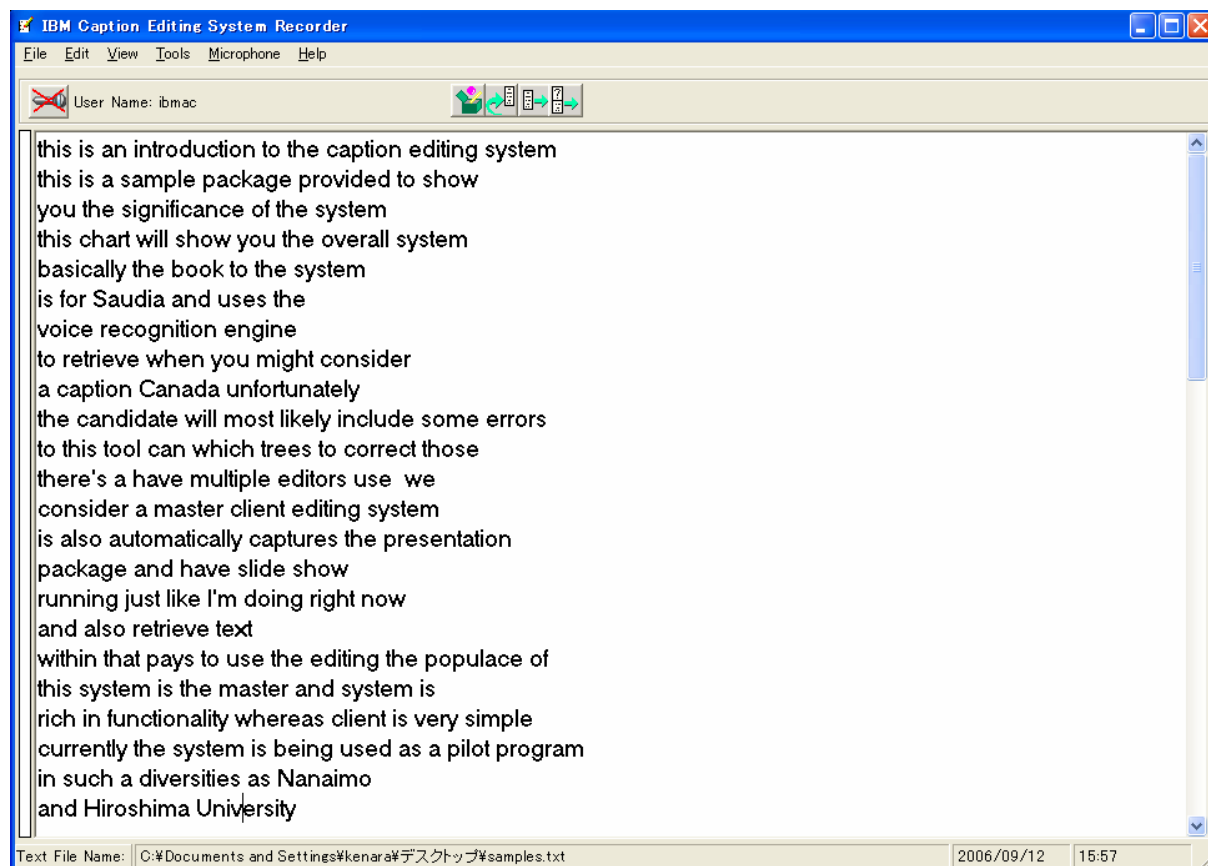 IBM Caption Editing System Recorder
File Edit View Tools Microphone Help
User Name: ibmac
this is an introduction to the caption editing system
this is a sample package provided to show
you the significance of the system
this chart will show you the overall system
basically the book to the system
is for Saudia and uses the
voice recognition engine
to retrieve when you might consider
a caption Canada unfortunately
the candidate will most likely include some errors
to this tool can which trees to correct those
there's a have multiple editors use  we
consider a master client editing system
is also automatically captures the presentation
package and have slide show
running just like I'm doing right now
and also retrieve text
within that pays to use the editing the populace of
this system is the master and system is
rich in functionality whereas client is very simple
currently the system is being used as a pilot program
in such a diversities as Nanaimo
and Hiroshima University
Text File Name: C:¥Documents and Settings¥kenara¥デスクトップ¥samples.txt 2006/09/12 15:57